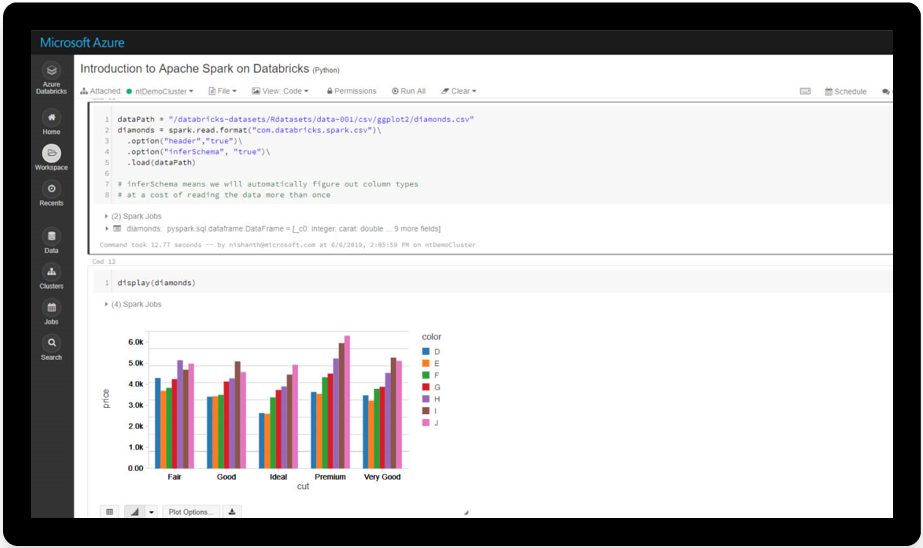 Microsoft Azure
Azure
Databricks
Home
Workspace
Recents
Data
Clusters
Jobs
Search
Introduction to Apache Spark on Databricks (Python)
Attached: ntDemoCluster File View: Code Permissions Run All Clear Schedule
1 dataPath = "/databricks-datasets/Rdatasets/data-001/csv/ggplot2/diamonds.csv"
2 diamonds = spark.read.format("com.databricks.spark.csv")\
3 .option("header","true")\
4 .option("inferSchema", "true")\
5 .load(dataPath)
6
7 # inferSchema means we will automatically figure out column types
8 # at a cost of reading the data more than once
(2) Spark Jobs
diamonds: pyspark.sql.dataframe.DataFrame = [_c0: integer, carat: double ... 9 more fields]
Command took 12.77 seconds -- by nishanth@microsoft.com at 6/6/2019, 2:05:59 PM on ntDemoCluster
Cmd 12
1 display(diamonds)
(4) Spark Jobs
color
D
E
F
G
H
I
J
price
6.0k
5.0k
4.0k
3.0k
2.0k
1.0k
0.00
Fair Good Ideal Premium Very Good
cut
Plot Options...